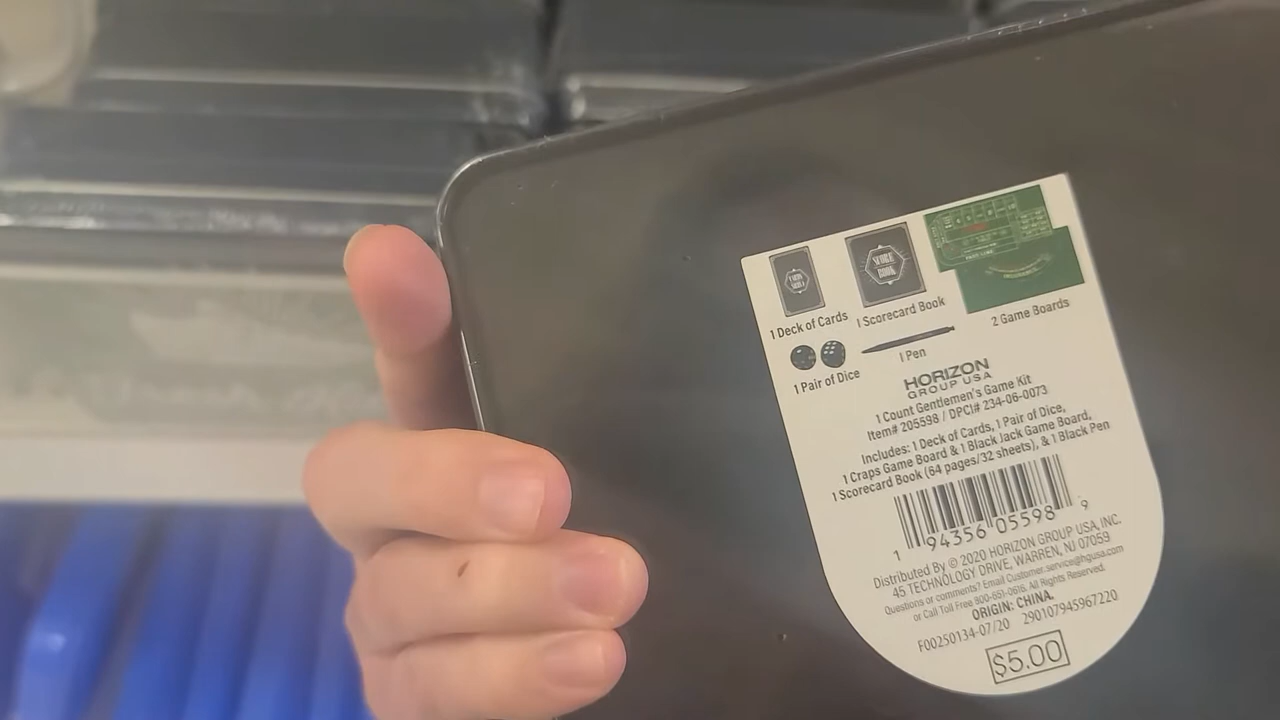 CARDS
SCORE
BOOK
PASS LINE
1 Deck of Cards
1 Scorecard Book
2 Game Boards
1 Pair of Dice
1 Pen
HORIZON
GROUP USA
1 Count Gentlemen's Game Kit
Item# 205598 / DPCI# 234-06-0073
Includes: 1 Deck of Cards, 1 Pair of Dice,
1 Craps Game Board & 1 Black Jack Game Board,
1 Scorecard Book (64 pages/32 sheets), & 1 Black Pen
1 94356 05598 9
Distributed By © 2020 HORIZON GROUP USA, INC.
45 TECHNOLOGY DRIVE, WARREN, NJ 07059
Questions or comments? Email Customer.service@hgusa.com
or Call Toll Free 800-651-0616. All Rights Reserved.
ORIGIN: CHINA.
F00250134-07/20 290107945967220
$5.00